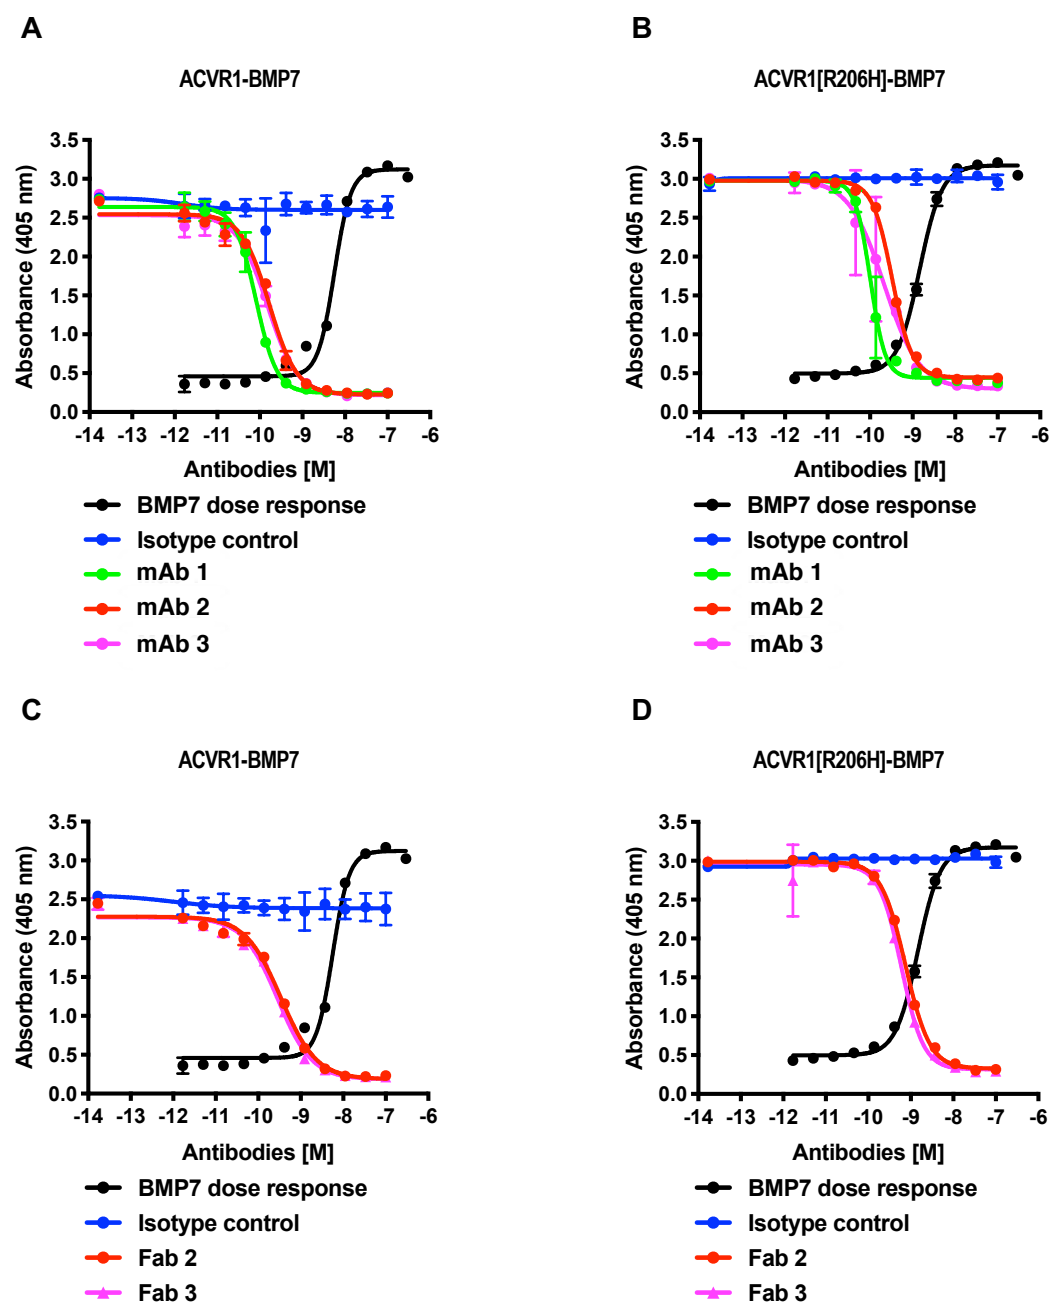 A
ACVR1-BMP7
Absorbance (405 nm)
3.5
3.0
2.5
2.0
1.5
1.0
0.5
0.0
-14 -13 -12 -11 -10 -9 -8 -7 -6
Antibodies [M]
BMP7 dose response
Isotype control
mAb 1
mAb 2
mAb 3
B
ACVR1[R206H]-BMP7
Absorbance (405 nm)
3.5
3.0
2.5
2.0
1.5
1.0
0.5
0.0
-14 -13 -12 -11 -10 -9 -8 -7 -6
Antibodies [M]
BMP7 dose response
Isotype control
mAb 1
mAb 2
mAb 3
C
ACVR1-BMP7
Absorbance (405 nm)
3.5
3.0
2.5
2.0
1.5
1.0
0.5
0.0
-14 -13 -12 -11 -10 -9 -8 -7 -6
Antibodies [M]
BMP7 dose response
Isotype control
Fab 2
Fab 3
D
ACVR1[R206H]-BMP7
Absorbance (405 nm)
3.5
3.0
2.5
2.0
1.5
1.0
0.5
0.0
-14 -13 -12 -11 -10 -9 -8 -7 -6
Antibodies [M]
BMP7 dose response
Isotype control
Fab 2
Fab 3